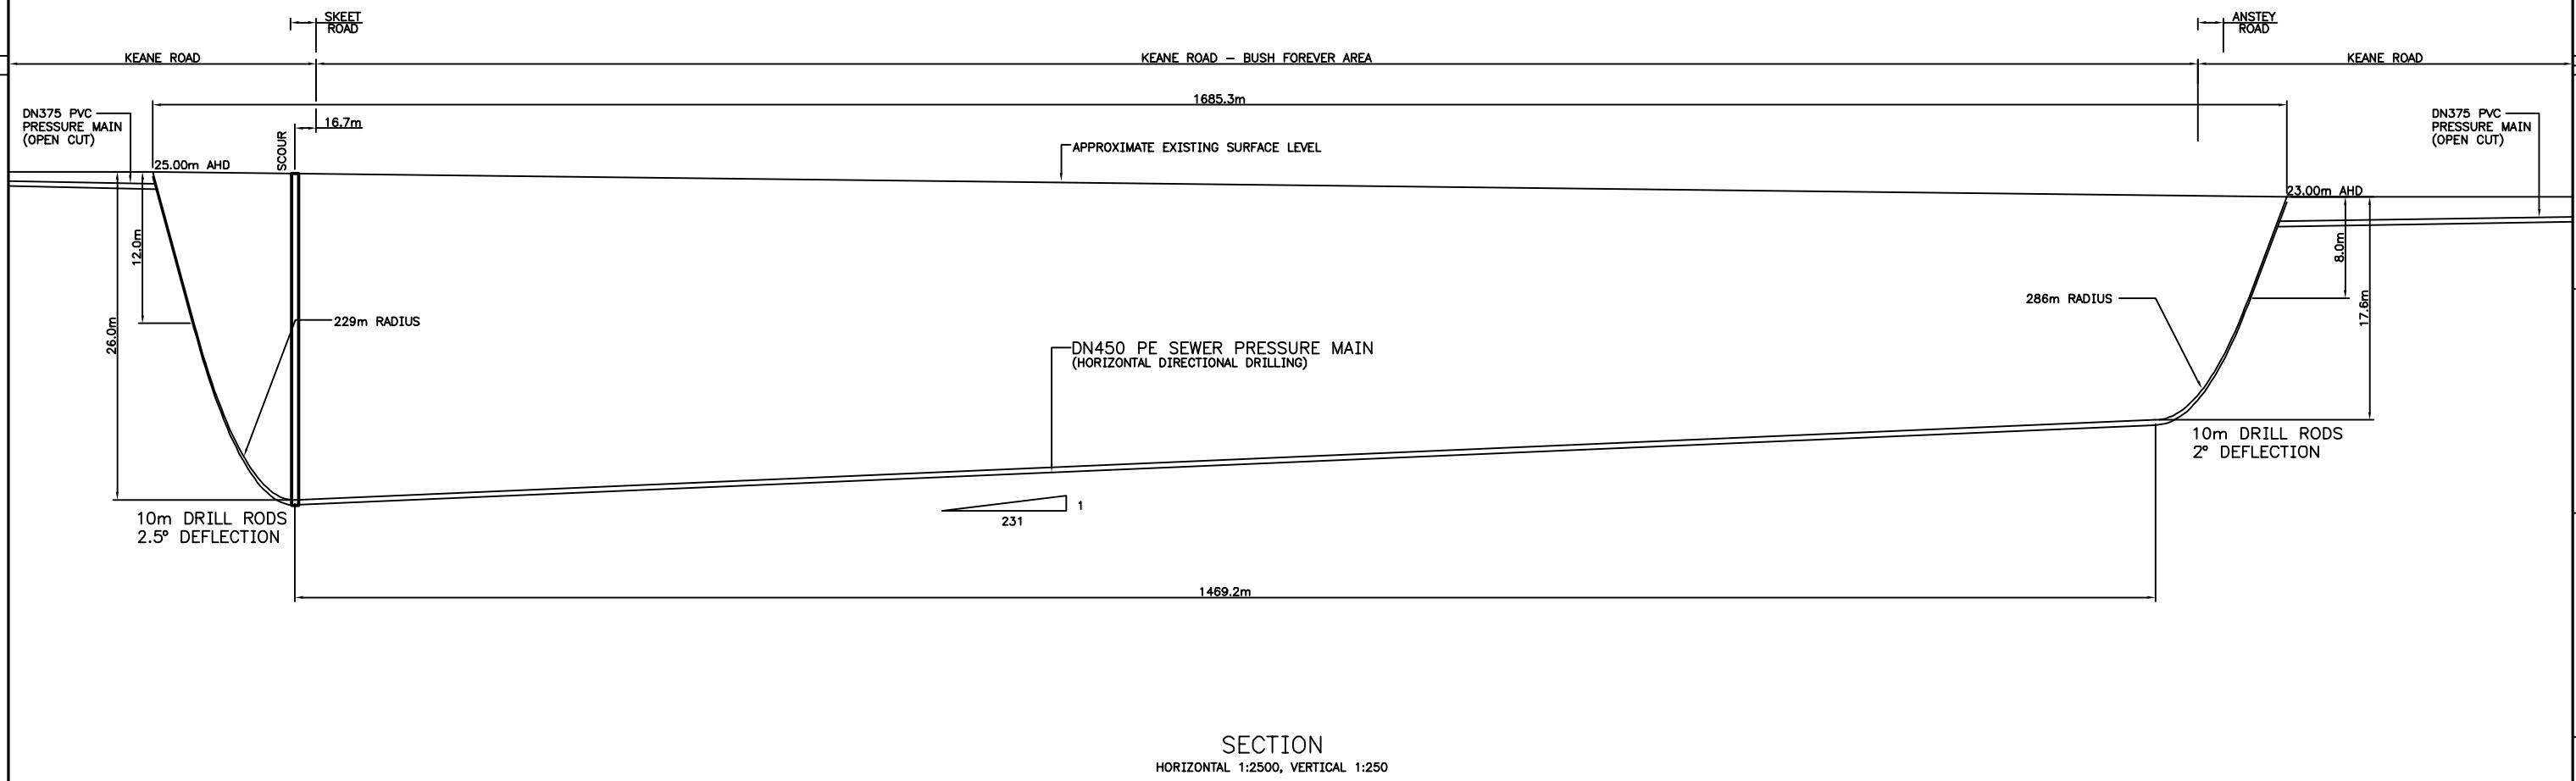 SKEET
ROAD
ANSTEY
ROAD
KEANE ROAD
KEANE ROAD - BUSH FOREVER AREA
KEANE ROAD
1685.3m
DN375 PVC
PRESSURE MAIN
(OPEN CUT)
16.7m
SCOUR
DN375 PVC
PRESSURE MAIN
(OPEN CUT)
APPROXIMATE EXISTING SURFACE LEVEL
25.00m AHD
23.00m AHD
12.0m
26.0m
8.0m
17.6m
229m RADIUS
286m RADIUS
DN450 PE SEWER PRESSURE MAIN
(HORIZONTAL DIRECTIONAL DRILLING)
10m DRILL RODS
2° DEFLECTION
10m DRILL RODS
2.5° DEFLECTION
1
231
1469.2m
SECTION
HORIZONTAL 1:2500, VERTICAL 1:250